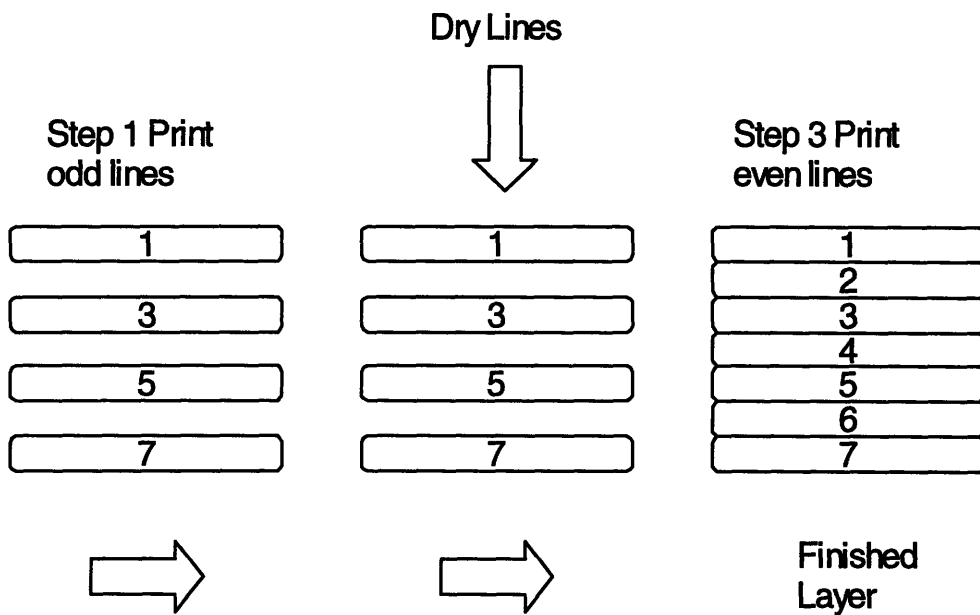 Dry Lines
Step 1 Print
odd lines
Step 3 Print
even lines
1
3
5
7
1
3
5
7
1
2
3
4
5
6
7
Finished
Layer